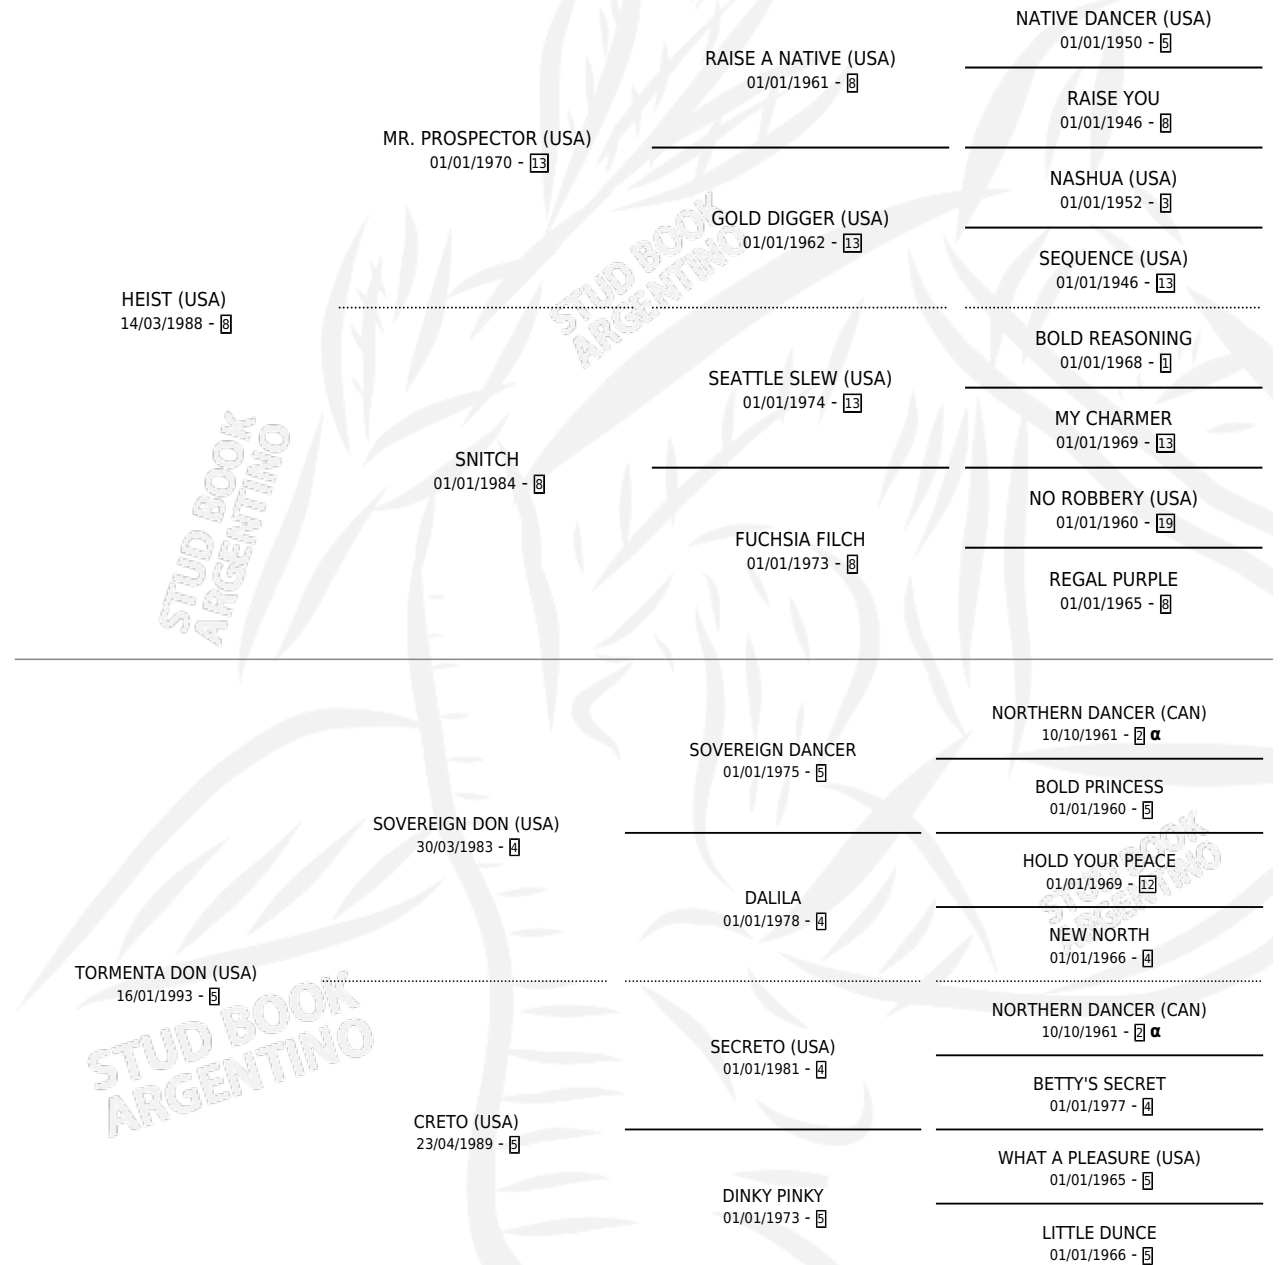 NATIVE DANCER (USA)
01/01/1950 - 5
RAISE A NATIVE (USA)
01/01/1961 - 8
RAISE YOU
01/01/1946 - 8
MR. PROSPECTOR (USA)
01/01/1970 - 13
NASHUA (USA)
01/01/1952 - 3
GOLD DIGGER (USA)
01/01/1962 - 13
SEQUENCE (USA)
01/01/1946 - 13
HEIST (USA)
14/03/1988 - 8
BOLD REASONING
01/01/1968 - 1
SEATTLE SLEW (USA)
01/01/1974 - 13
MY CHARMER
01/01/1969 - 13
SNITCH
01/01/1984 - 8
NO ROBBERY (USA)
01/01/1960 - 19
FUCHSIA FILCH
01/01/1973 - 8
REGAL PURPLE
01/01/1965 - 8
STUD BOOK
ARGENTINO
STUD BOOK
ARGENTINO
NORTHERN DANCER (CAN)
10/10/1961 - 2 α
SOVEREIGN DANCER
01/01/1975 - 5
BOLD PRINCESS
01/01/1960 - 5
SOVEREIGN DON (USA)
30/03/1983 - 4
HOLD YOUR PEACE
01/01/1969 - 12
DALILA
01/01/1978 - 4
NEW NORTH
01/01/1966 - 4
TORMENTA DON (USA)
16/01/1993 - 5
NORTHERN DANCER (CAN)
10/10/1961 - 2 α
SECRETO (USA)
01/01/1981 - 4
BETTY'S SECRET
01/01/1977 - 4
CRETO (USA)
23/04/1989 - 5
WHAT A PLEASURE (USA)
01/01/1965 - 5
DINKY PINKY
01/01/1973 - 5
LITTLE DUNCE
01/01/1966 - 5
STUD BOOK
ARGENTINO
STUD BOOK
ARGENTINO